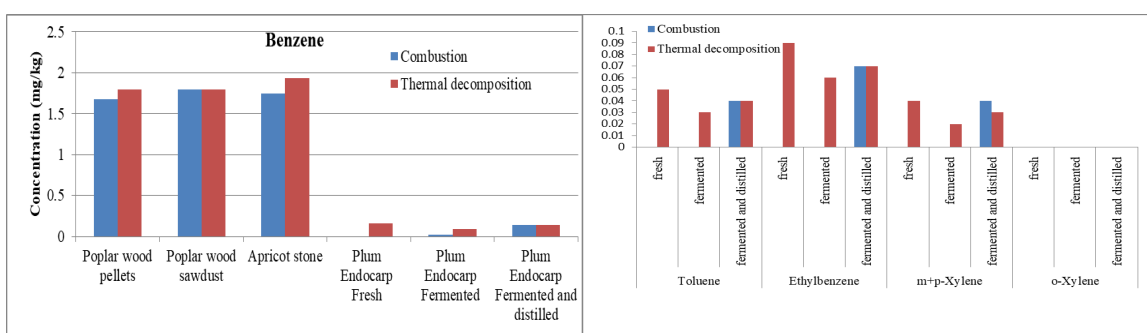 Benzene
Concentration (mg/kg)
2.5
2
1.5
1
0.5
0
Combustion
Thermal decomposition
Poplar wood
pellets
Poplar wood
sawdust
Apricot stone
Plum
Endocarp
Fresh
Plum
Endocarp
Fermented
Plum
Endocarp
Fermented and
distilled
Combustion
Thermal decomposition
0.1
0.09
0.08
0.07
0.06
0.05
0.04
0.03
0.02
0.01
0
fresh
fermented
fermented and distilled
fresh
fermented
fermented and distilled
fresh
fermented
fermented and distilled
fresh
fermented
fermented and distilled
Toluene
Ethylbenzene
m+p-Xylene
o-Xylene